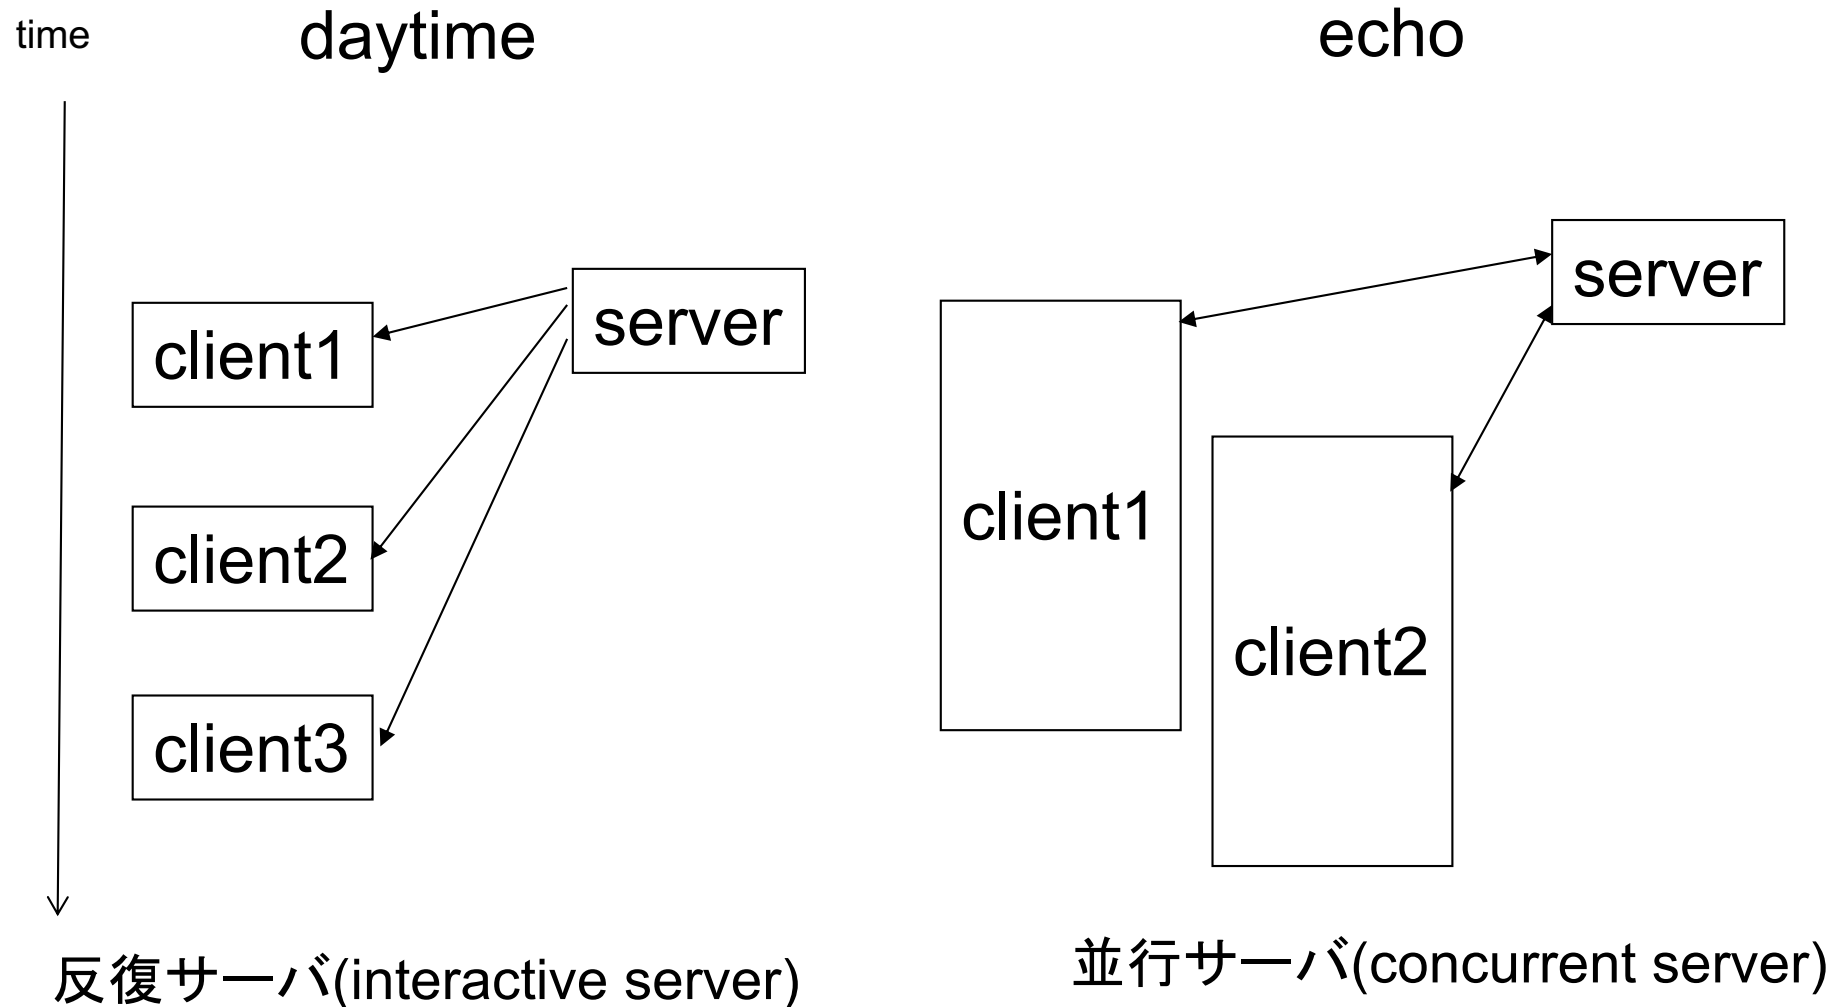 time
daytime
echo
server
client1
client2
client3
反復サーバ(interactive server)
server
client1
client2
並行サーバ(concurrent server)